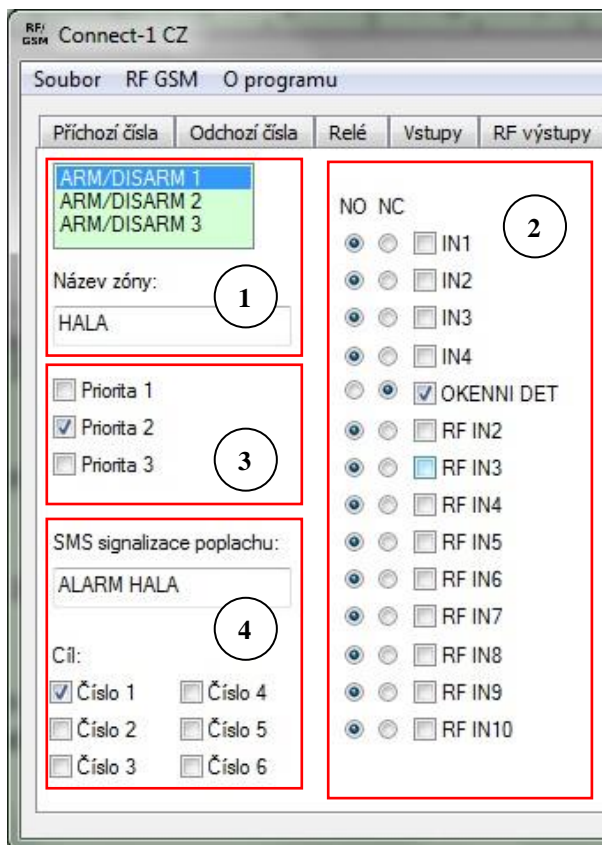 RF/
GSM Connect-1 CZ
Soubor RF GSM O programu
Příchozí čísla Odchozí čísla Relé Vstupy RF výstupy
ARM/DISARM 1
ARM/DISARM 2
ARM/DISARM 3
Název zóny:
1
HALA
Priorita 1
Priorita 2
Priorita 3
3
SMS signalizace poplachu:
ALARM HALA
4
Cíl:
Číslo 1 Číslo 4
Číslo 2 Číslo 5
Číslo 3 Číslo 6
2
NO NC
IN1
IN2
IN3
IN4
OKENNI DET
RF IN2
RF IN3
RF IN4
RF IN5
RF IN6
RF IN7
RF IN8
RF IN9
RF IN10